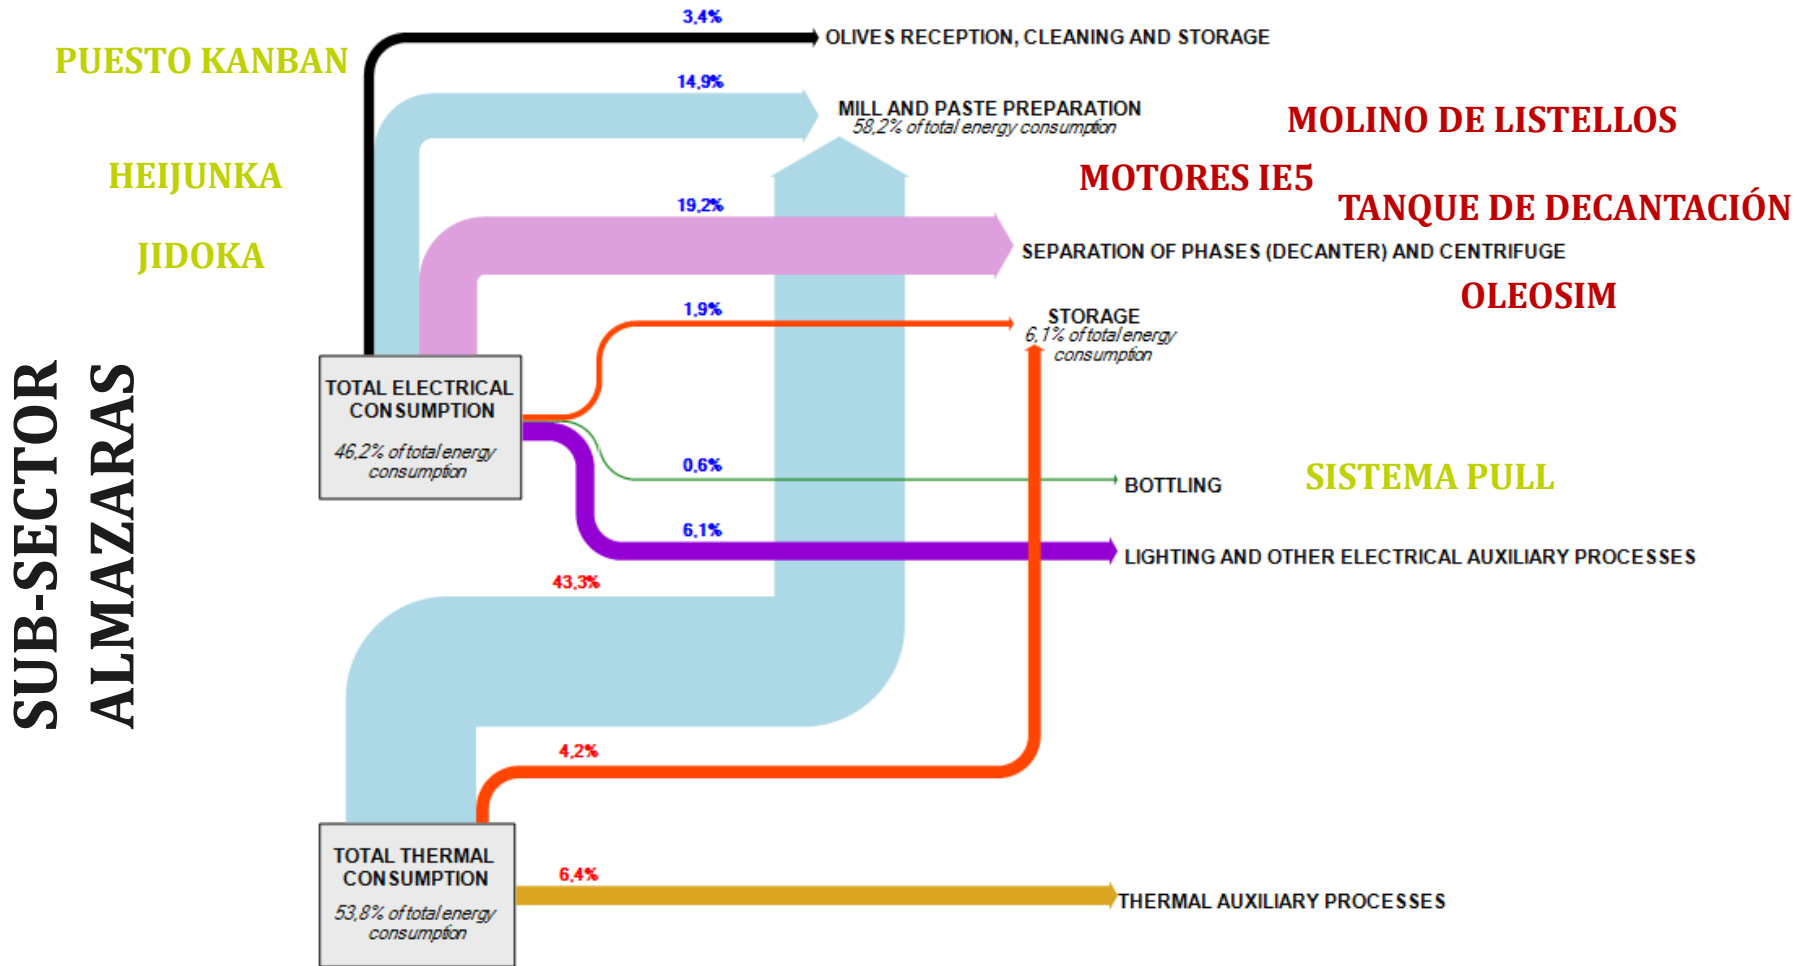 3,4%
OLIVES RECEPTION, CLEANING AND STORAGE
PUESTO KANBAN
14,9%
MILL AND PASTE PREPARATION
58,2% of total energy consumption
MOLINO DE LISTELLOS
HEIJUNKA
MOTORES IE5
19,2%
TANQUE DE DECANTACIÓN
JIDOKA
SEPARATION OF PHASES (DECANTER) AND CENTRIFUGE
OLEOSIM
1,9%
STORAGE
6,1% of total energy
consumption
SUB-SECTOR
ALMAZARAS
TOTAL ELECTRICAL
CONSUMPTION
46,2% of total energy
consumption
0,6%
BOTTLING
SISTEMA PULL
6,1%
LIGHTING AND OTHER ELECTRICAL AUXILIARY PROCESSES
43,3%
4,2%
TOTAL THERMAL
CONSUMPTION
53,8% of total energy
consumption
6,4%
THERMAL AUXILIARY PROCESSES